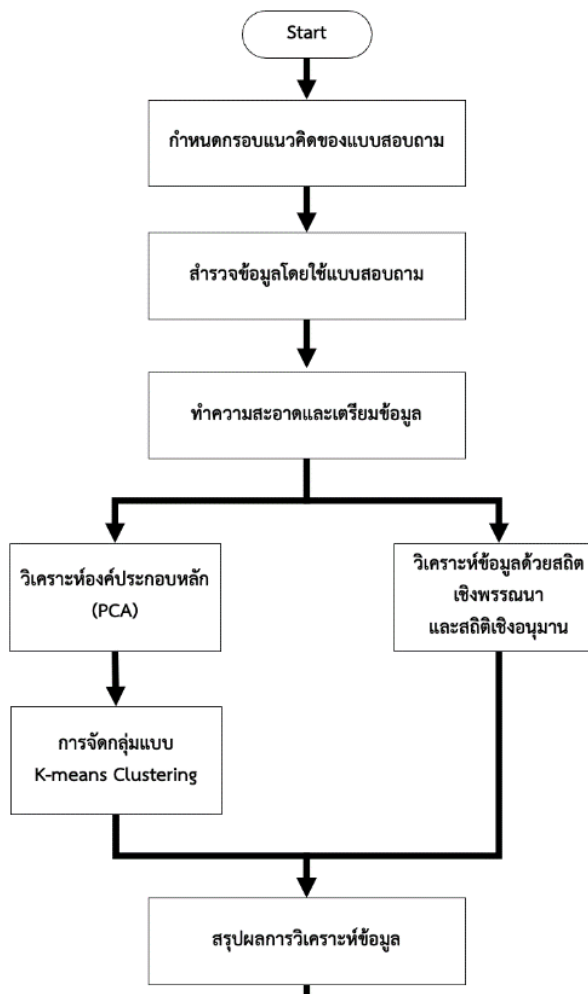 Start
กำหนดกรอบแนวคิดของแบบสอบถาม
สำรวจข้อมูลโดยใช้แบบสอบถาม
ทำความสะอาดและเตรียมข้อมูล
วิเคราะห์องค์ประกอบหลัก
(PCA)
วิเคราะห์ข้อมูลด้วยสถิต
เชิงพรรณนา
และสถิติเชิงอนุมาน
การจัดกลุ่มแบบ
K-means Clustering
สรุปผลการวิเคราะห์ข้อมูล